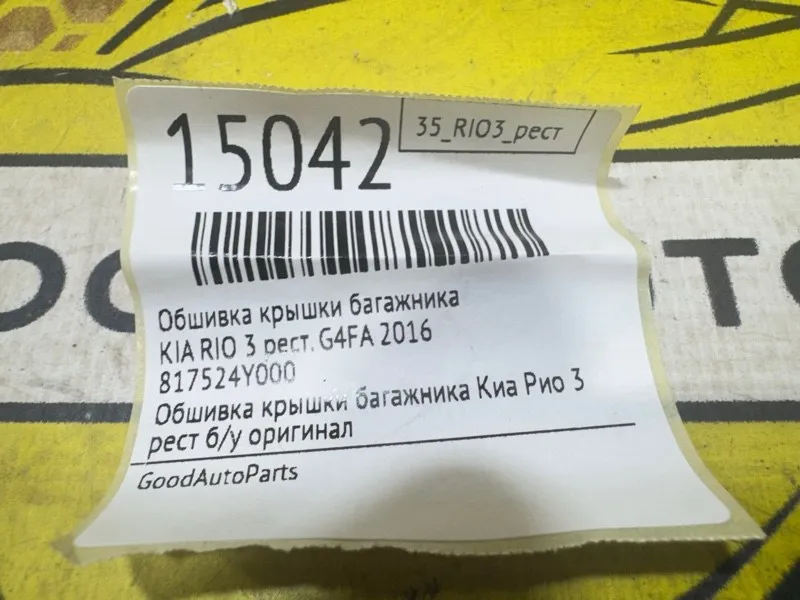 15042
35_RIO3_рест
Обшивка крышки багажника
KIA RIO 3 рест. G4FA 2016
817524Y000
Обшивка крышки багажника Киа Рио 3
рест б/у оригинал
GoodAutoParts